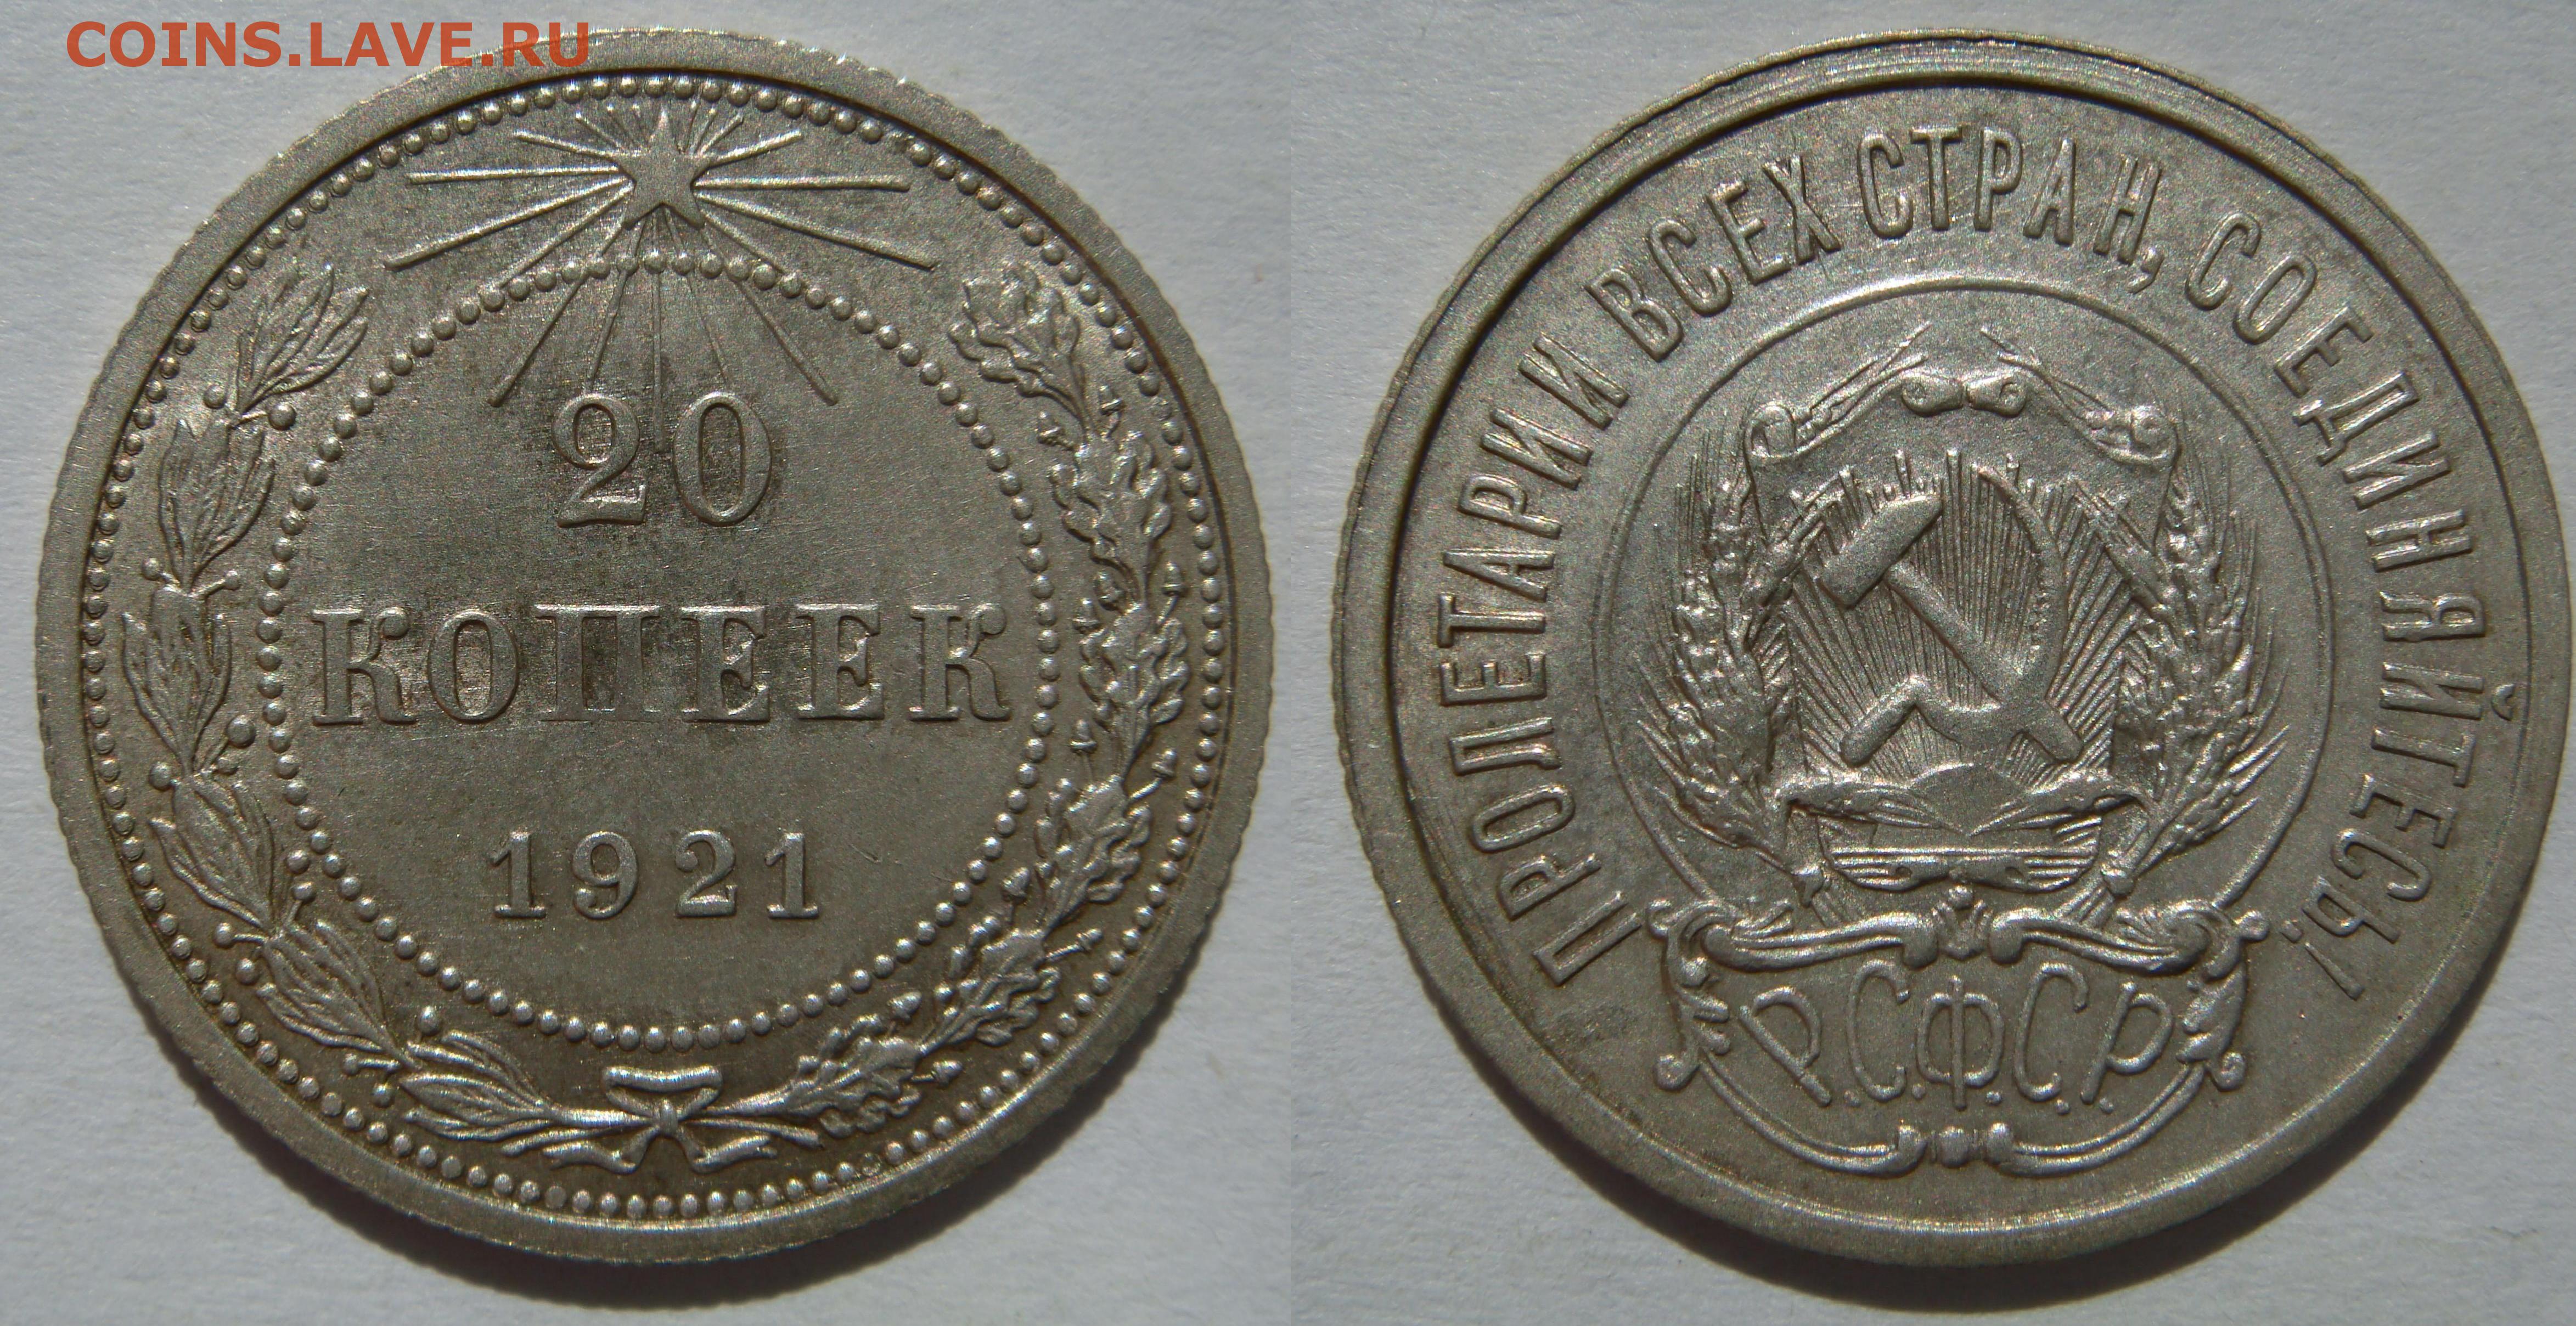 COINS.LAVE.RU
20
КОПЕЕК
1921
ПРОЛЕТАРИИ ВСЕХ СТРАН, СОЕДИНЯЙТЕСЬ!
Р.С.Ф.С.Р.